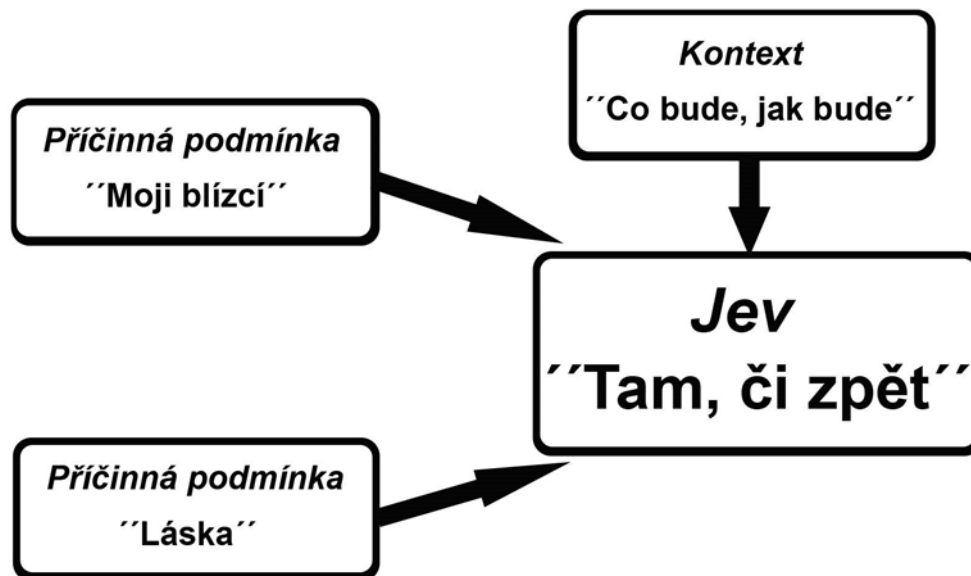 Kontext
´´Co bude, jak bude´´
Příčinná podmínka
´´Moji blízcí´´
Jev
´´Tam, či zpět´´
Příčinná podmínka
´´Láska´´